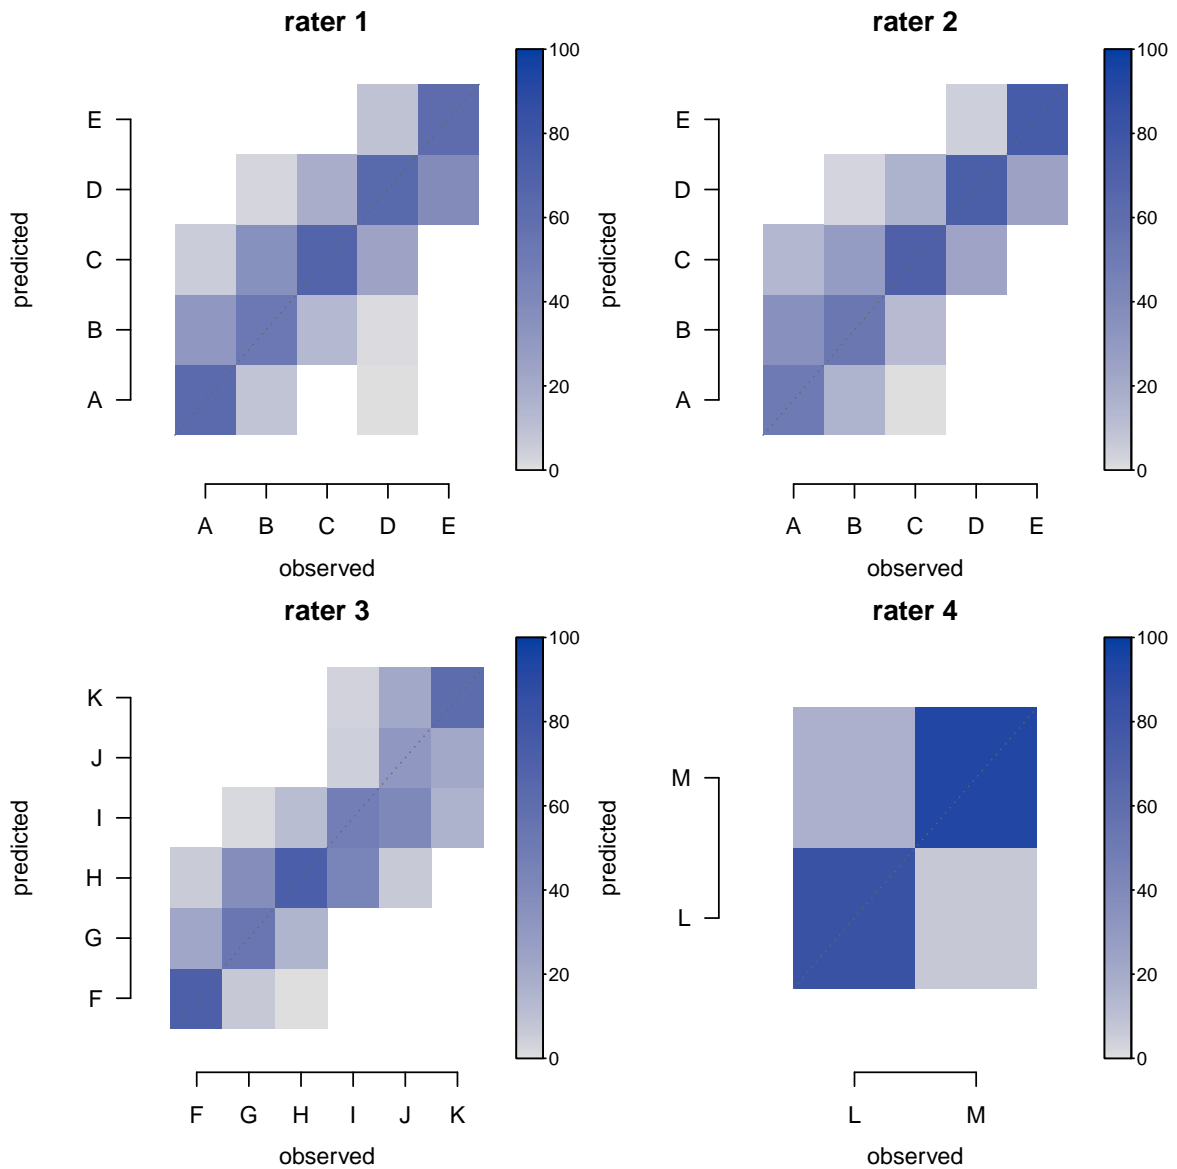 rater 1
predicted
E
D
C
B
A
100
80
60
40
20
0
A B C D E
observed
rater 2
predicted
E
D
C
B
A
100
80
60
40
20
0
A B C D E
observed
rater 3
predicted
K
J
I
H
G
F
100
80
60
40
20
0
F G H I J K
observed
rater 4
predicted
M
L
100
80
60
40
20
0
L M
observed